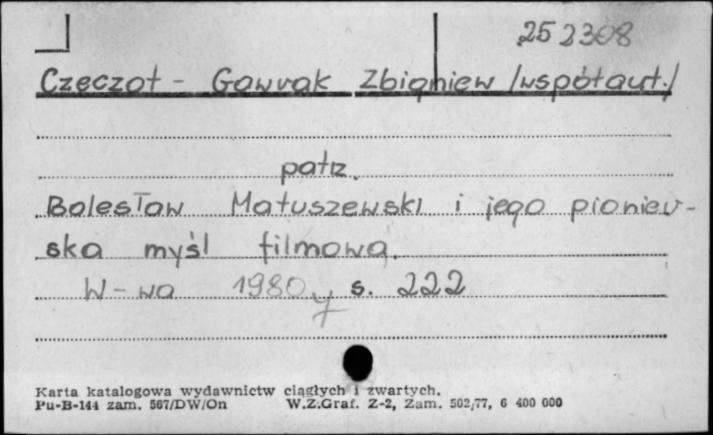 252308
Czeczot - Gawrak Zbigniew /współaut./
patrz.
Bolesław Matuszewski i jego pionier-
ska myśl filmowa.
W-wa 1980 s. 222
Karta katalogowa wydawnictw ciągłych i zwartych.
Pu-B-144 zam. 567/DW/On W.Z.Graf. Z-2, Zam. 502/77, 6 400 000